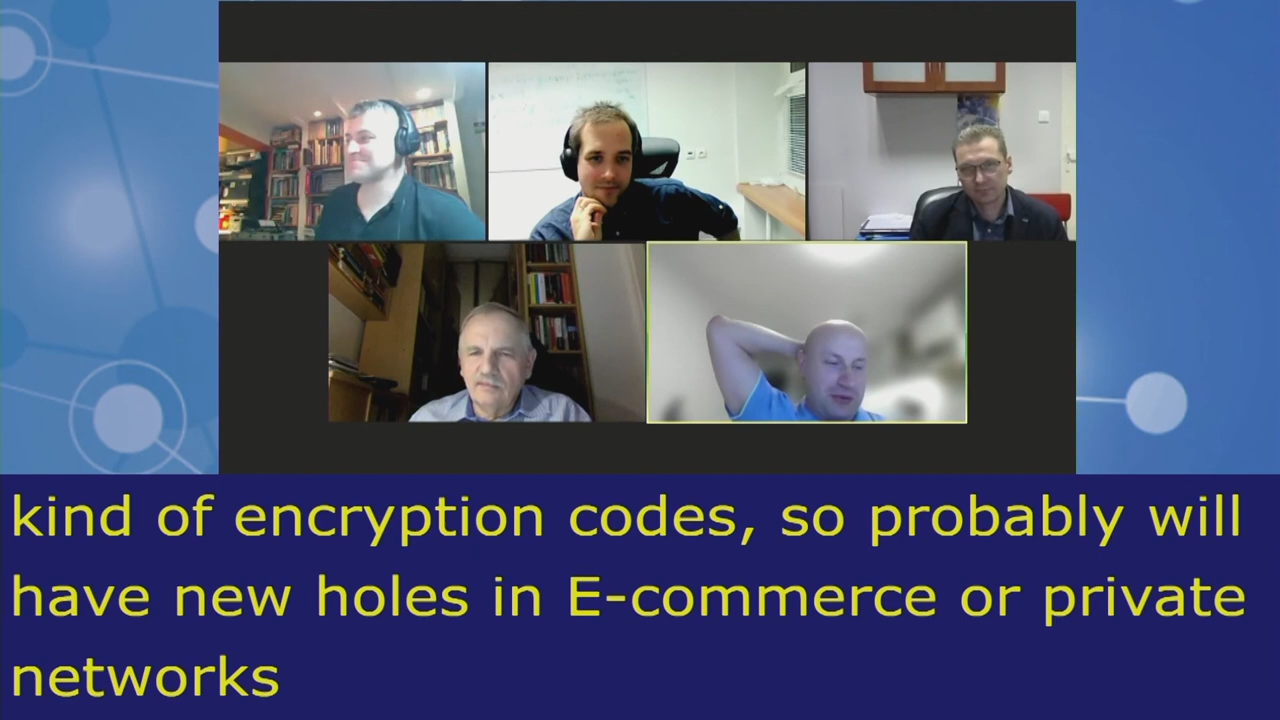 kind of encryption codes, so probably will
have new holes in E-commerce or private
networks